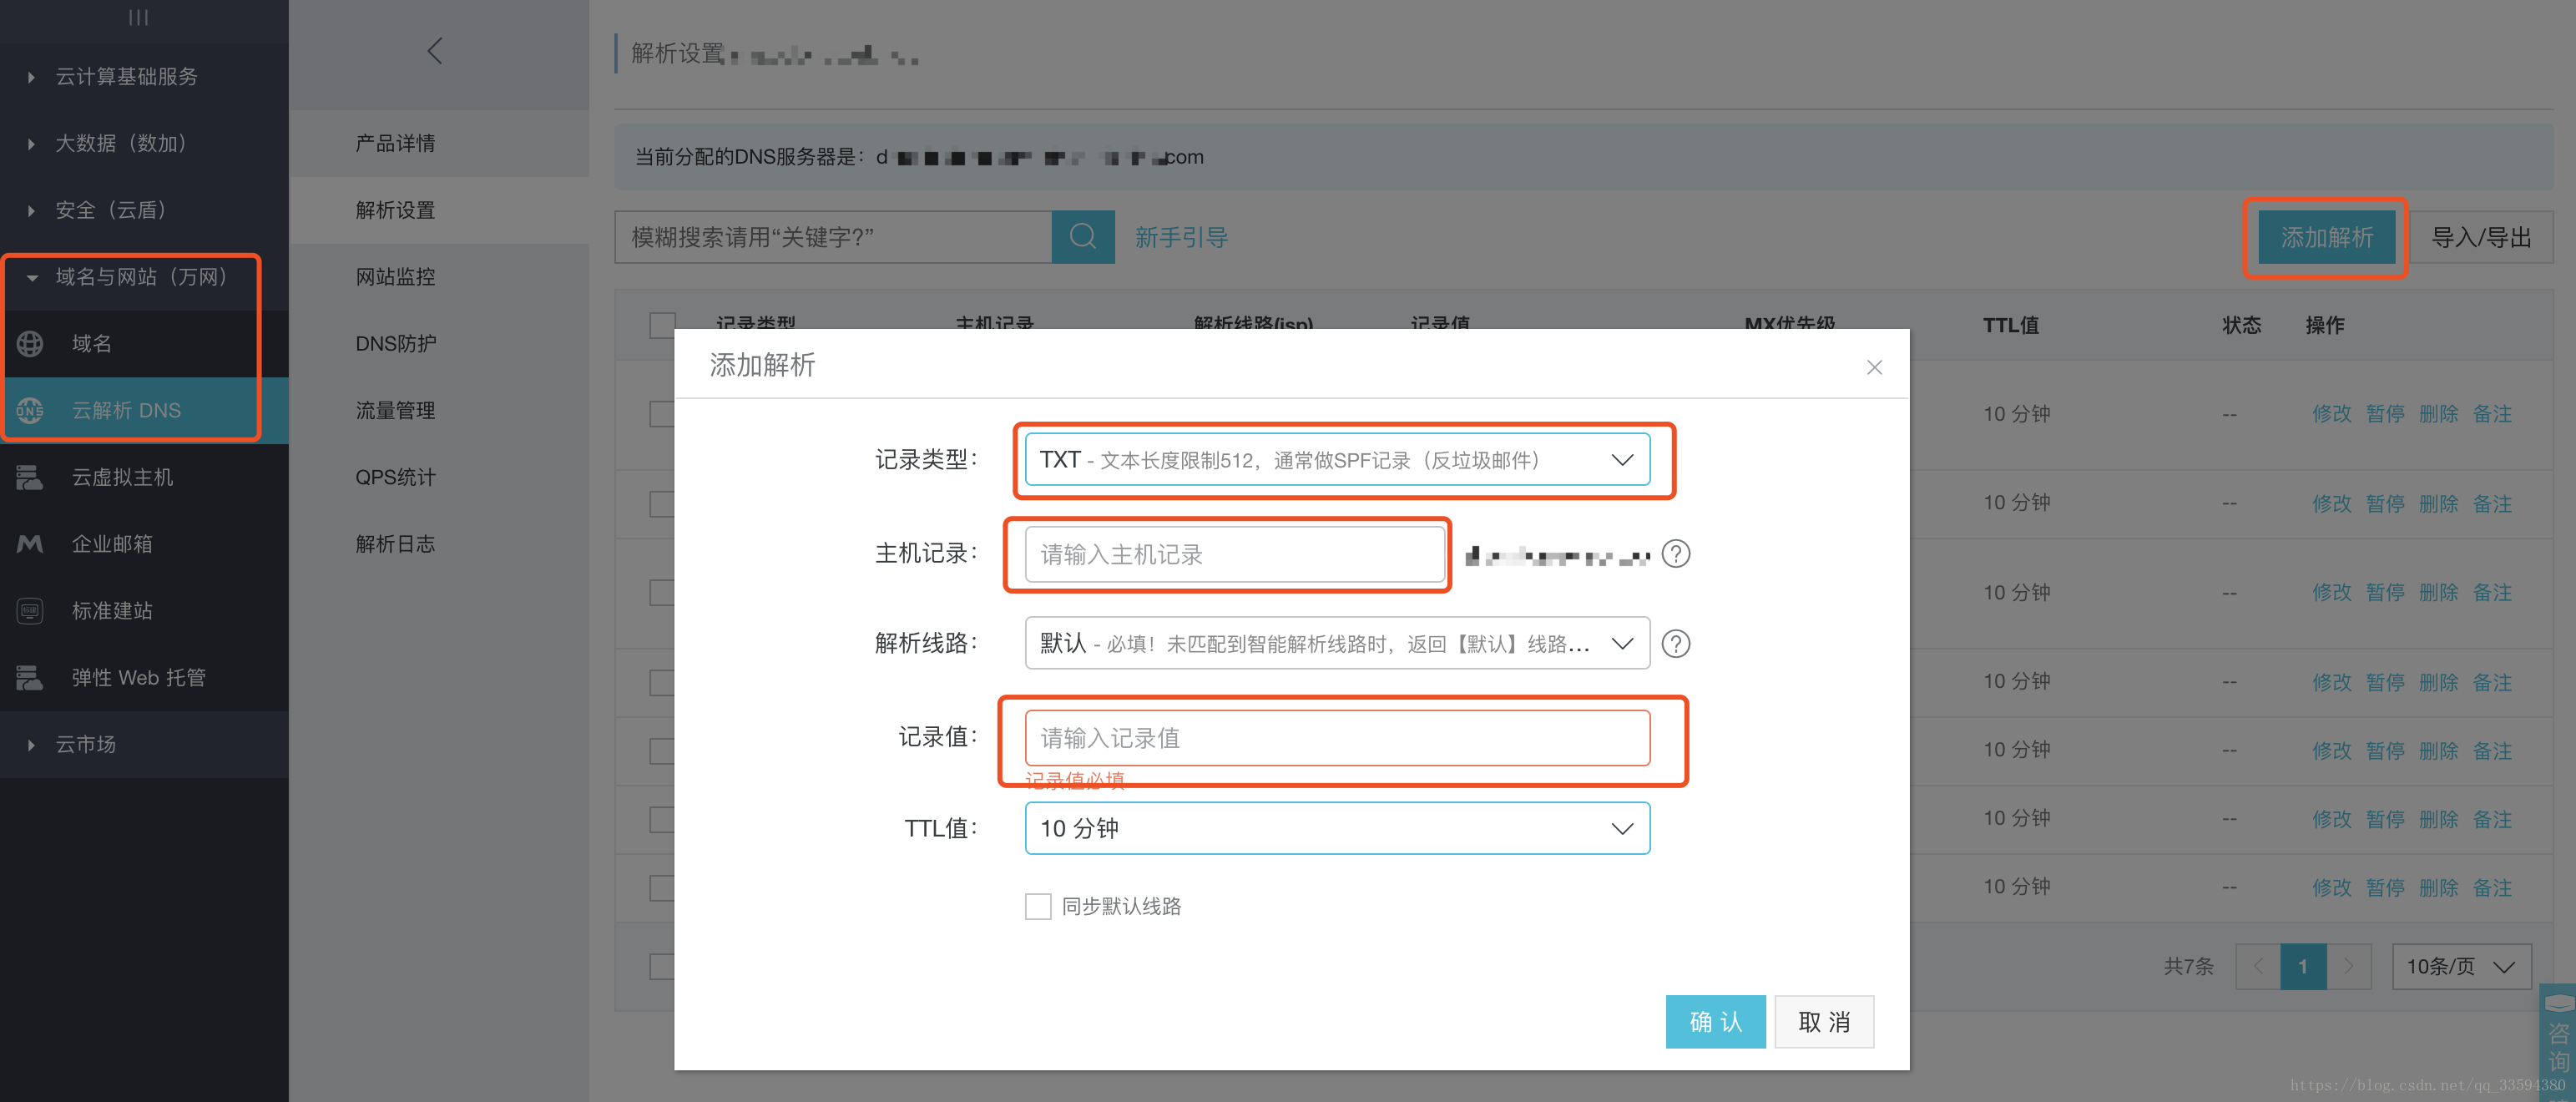 云计算基础服务
大数据（数加）
安全（云盾）
域名与网站（万网）
域名
云解析 DNS
云虚拟主机
企业邮箱
标准建站
弹性 Web 托管
云市场
产品详情
解析设置
网站监控
DNS防护
流量管理
QPS统计
解析日志
解析设置
当前分配的DNS服务器是：d
com
模糊搜索请用“关键字?”
新手引导
添加解析
导入/导出
记录类型 主机记录 解析线路(isp) 记录值 MX优先级 TTL值 状态 操作
10 分钟 -- 修改 暂停 删除 备注
10 分钟 -- 修改 暂停 删除 备注
10 分钟 -- 修改 暂停 删除 备注
10 分钟 -- 修改 暂停 删除 备注
10 分钟 -- 修改 暂停 删除 备注
10 分钟 -- 修改 暂停 删除 备注
10 分钟 -- 修改 暂停 删除 备注
共7条 1 10条/页
添加解析
记录类型： TXT - 文本长度限制512，通常做SPF记录（反垃圾邮件）
主机记录： 请输入主机记录
解析线路： 默认 - 必填！未匹配到智能解析线路时，返回【默认】线路...
记录值： 请输入记录值
记录值必填
TTL值： 10 分钟
同步默认线路
确 认
取 消
咨询
https://blog.csdn.net/qq_33594380